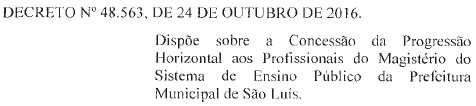 DECRETO Nº 48.563, DE 24 DE OUTUBRO DE 2016.
Dispõe sobre a Concessão da Progressão
Horizontal aos Profissionais do Magistério do
Sistema de Ensino Público da Prefeitura
Municipal de São Luís.